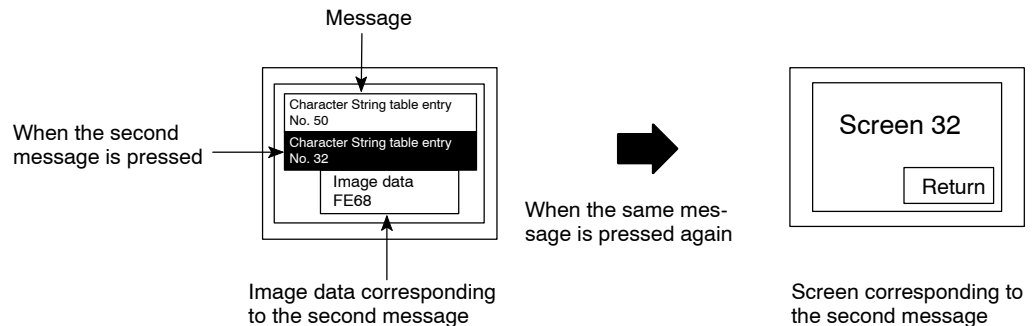 Message
When the second
message is pressed
Character String table entry
No. 50
Character String table entry
No. 32
Image data
FE68
Image data corresponding
to the second message
When the same mes-
sage is pressed again
Screen 32
Return
Screen corresponding to
the second message